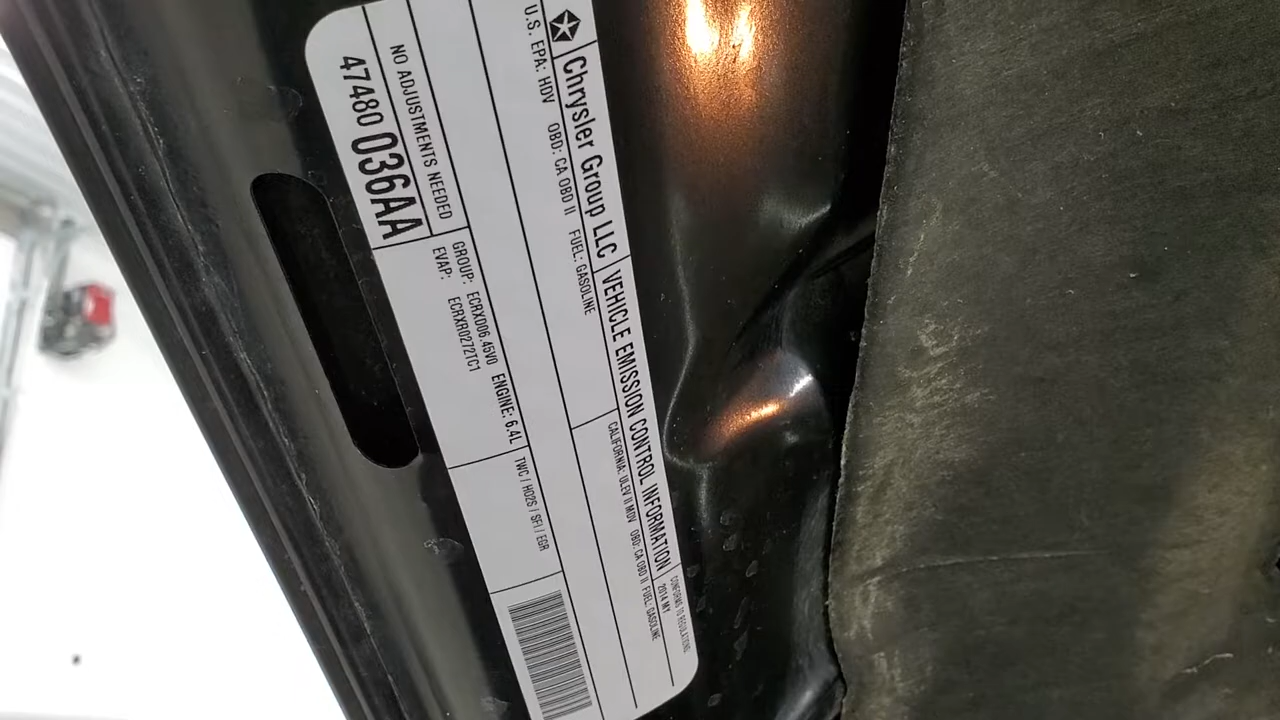 Chrysler Group LLC VEHICLE EMISSION CONTROL INFORMATION CONFORMS TO REGULATIONS: 2014 MY
U.S. EPA: HDV OBD: CA OBD II FUEL: GASOLINE CALIFORNIA: ULEV II MDV OBD: CA OBD II FUEL: GASOLINE
NO ADJUSTMENTS NEEDED
47480 036AA
GROUP: ECRXD06.45V0 ENGINE: 6.4L
EVAP: ECRXR0272TC1
TWC / HO2S / SFI / EGR